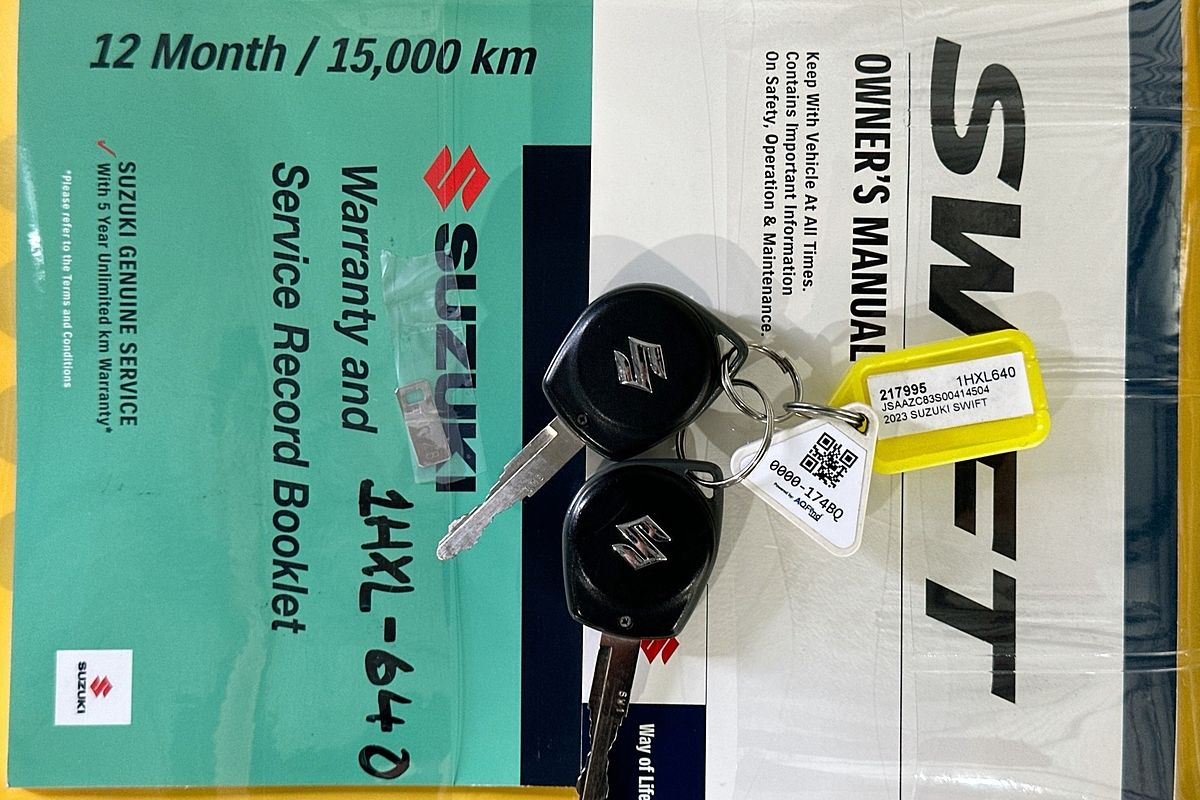 12 Month / 15,000 km
SUZUKI
Warranty and
Service Record Booklet
1HXL-640
SUZUKI GENUINE SERVICE
With 5 Year Unlimited km Warranty*
*Please refer to the Terms and Conditions
SUZUKI
SWIFT
OWNER'S MANUAL
Keep With Vehicle At All Times.
Contains Important Information
On Safety, Operation & Maintenance.
Way of Life
217995 1HXL640
JSAAZC83S00414504
2023 SUZUKI SWIFT
0000-174BQ
Powered by AQFind